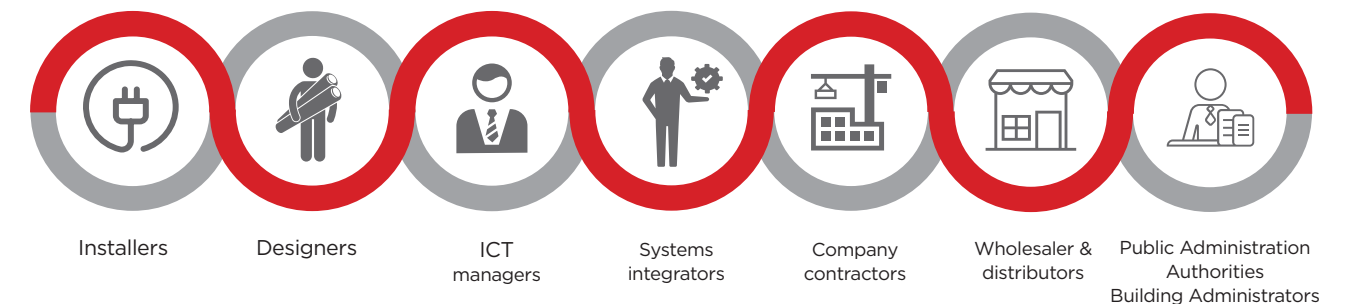 Installers
Designers
ICT
managers
Systems
integrators
Company
contractors
Wholesaler &
distributors
Public Administration
Authorities
Building Administrators